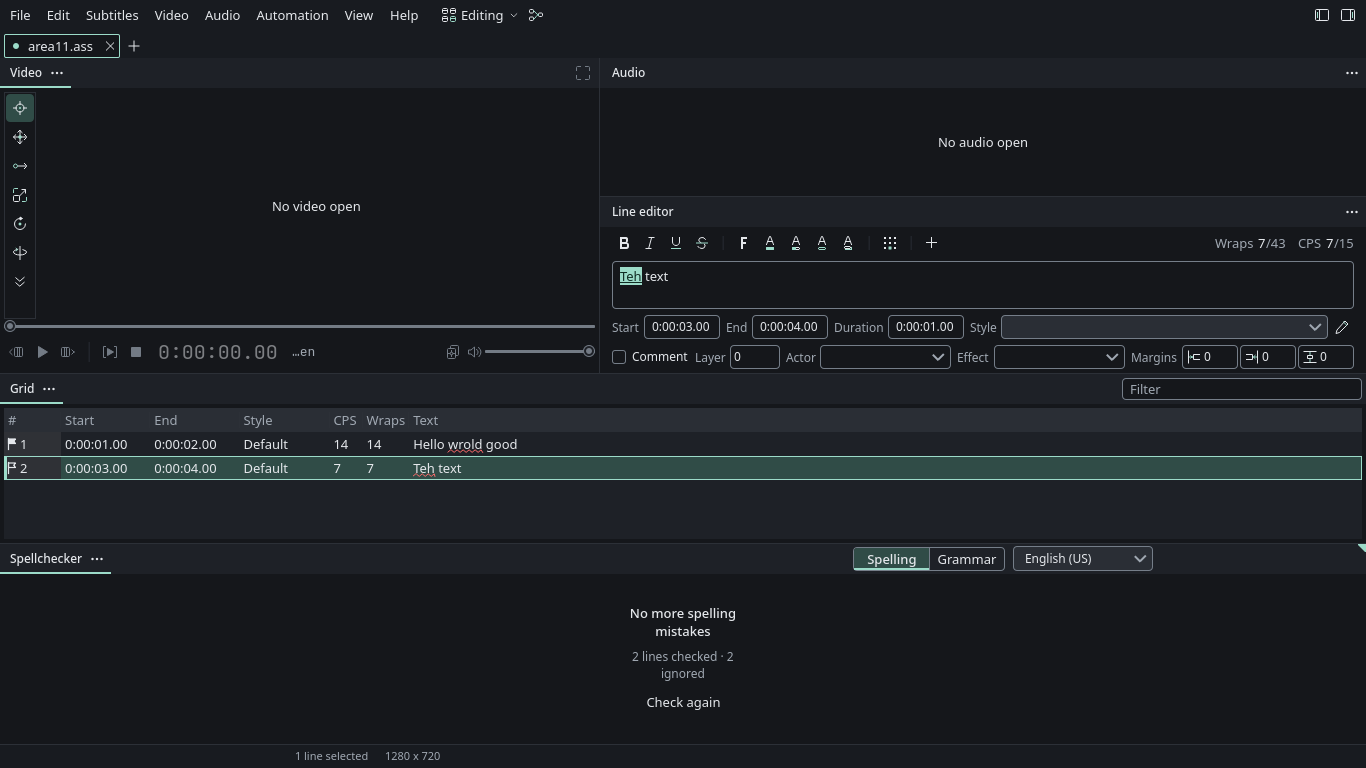 File Edit Subtitles Video Audio Automation View Help Editing
area11.ass
Video
No video open
0:00:00.00 …en
Audio
No audio open
Line editor
B I U S F A A A A Wraps 7/43 CPS 7/15
Teh text
Start 0:00:03.00 End 0:00:04.00 Duration 0:00:01.00 Style
Comment Layer 0 Actor Effect Margins 0 0 0
Grid Filter
# Start End Style CPS Wraps Text
1 0:00:01.00 0:00:02.00 Default 14 14 Hello wrold good
2 0:00:03.00 0:00:04.00 Default 7 7 Teh text
Spellchecker Spelling Grammar English (US)
No more spelling
mistakes
2 lines checked · 2
ignored
Check again
1 line selected 1280 x 720